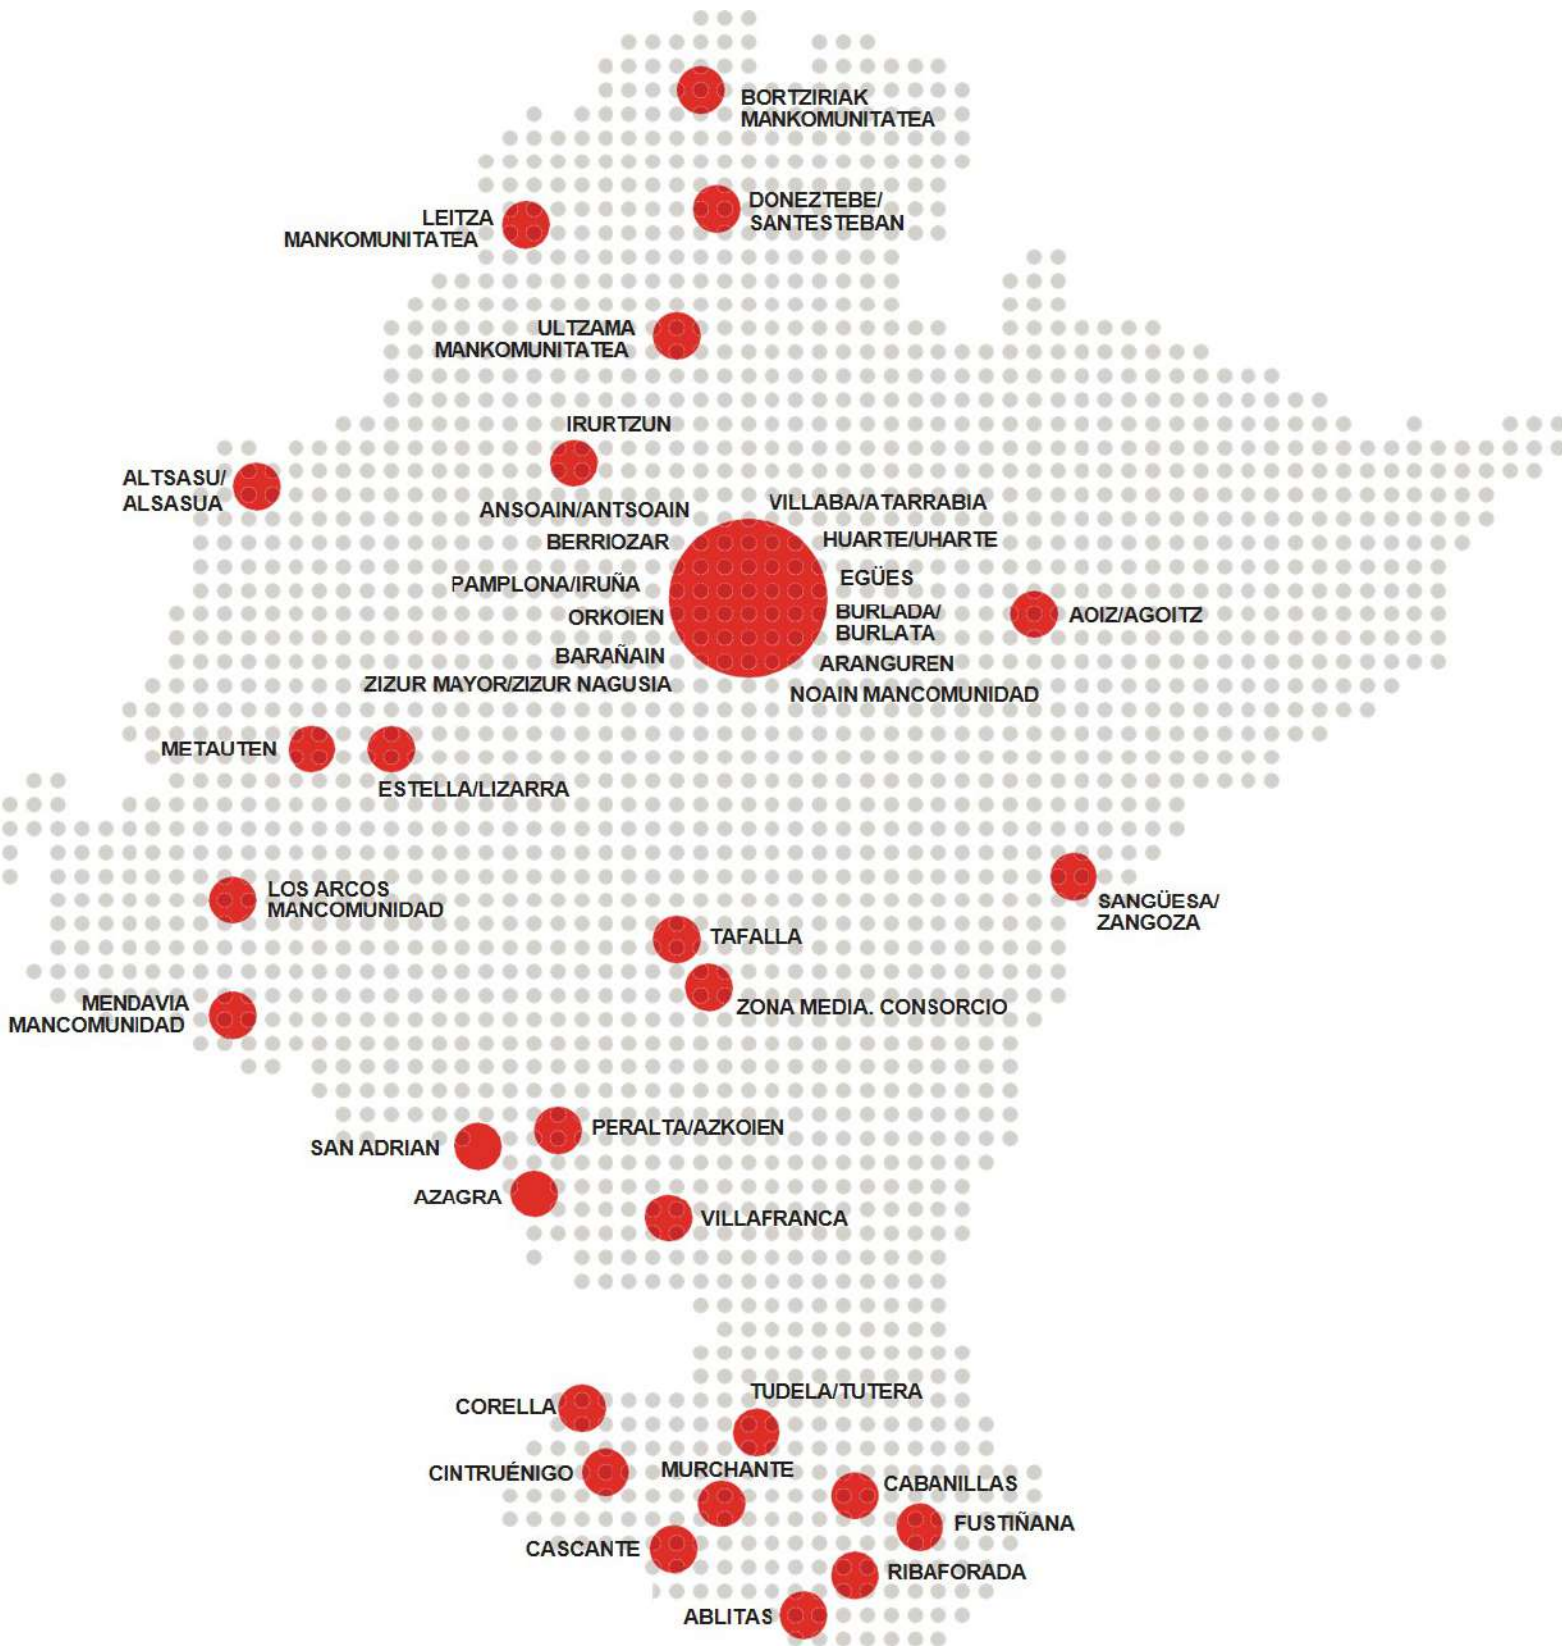 BORTZIRIAK
MANKOMUNITATEA
DONEZTEBE/
SANTESTEBAN
LEITZA
MANKOMUNITATEA
ULTZAMA
MANKOMUNITATEA
IRURTZUN
ALTSASU/
ALSASUA
ANSOAIN/ANTSOAIN
BERRIOZAR
PAMPLONA/IRUÑA
ORKOIEN
BARAÑAIN
ZIZUR MAYOR/ZIZUR NAGUSIA
VILLABA/ATARRABIA
HUARTE/UHARTE
EGÜES
BURLADA/
BURLATA
ARANGUREN
NOAIN MANCOMUNIDAD
AOIZ/AGOITZ
METAUTEN
ESTELLA/LIZARRA
LOS ARCOS
MANCOMUNIDAD
SANGÜESA/
ZANGOZA
TAFALLA
ZONA MEDIA. CONSORCIO
MENDAVIA
MANCOMUNIDAD
PERALTA/AZKOIEN
SAN ADRIAN
AZAGRA
VILLAFRANCA
CORELLA
TUDELA/TUTERA
CINTRUÉNIGO
MURCHANTE
CABANILLAS
FUSTIÑANA
CASCANTE
RIBAFORADA
ABLITAS